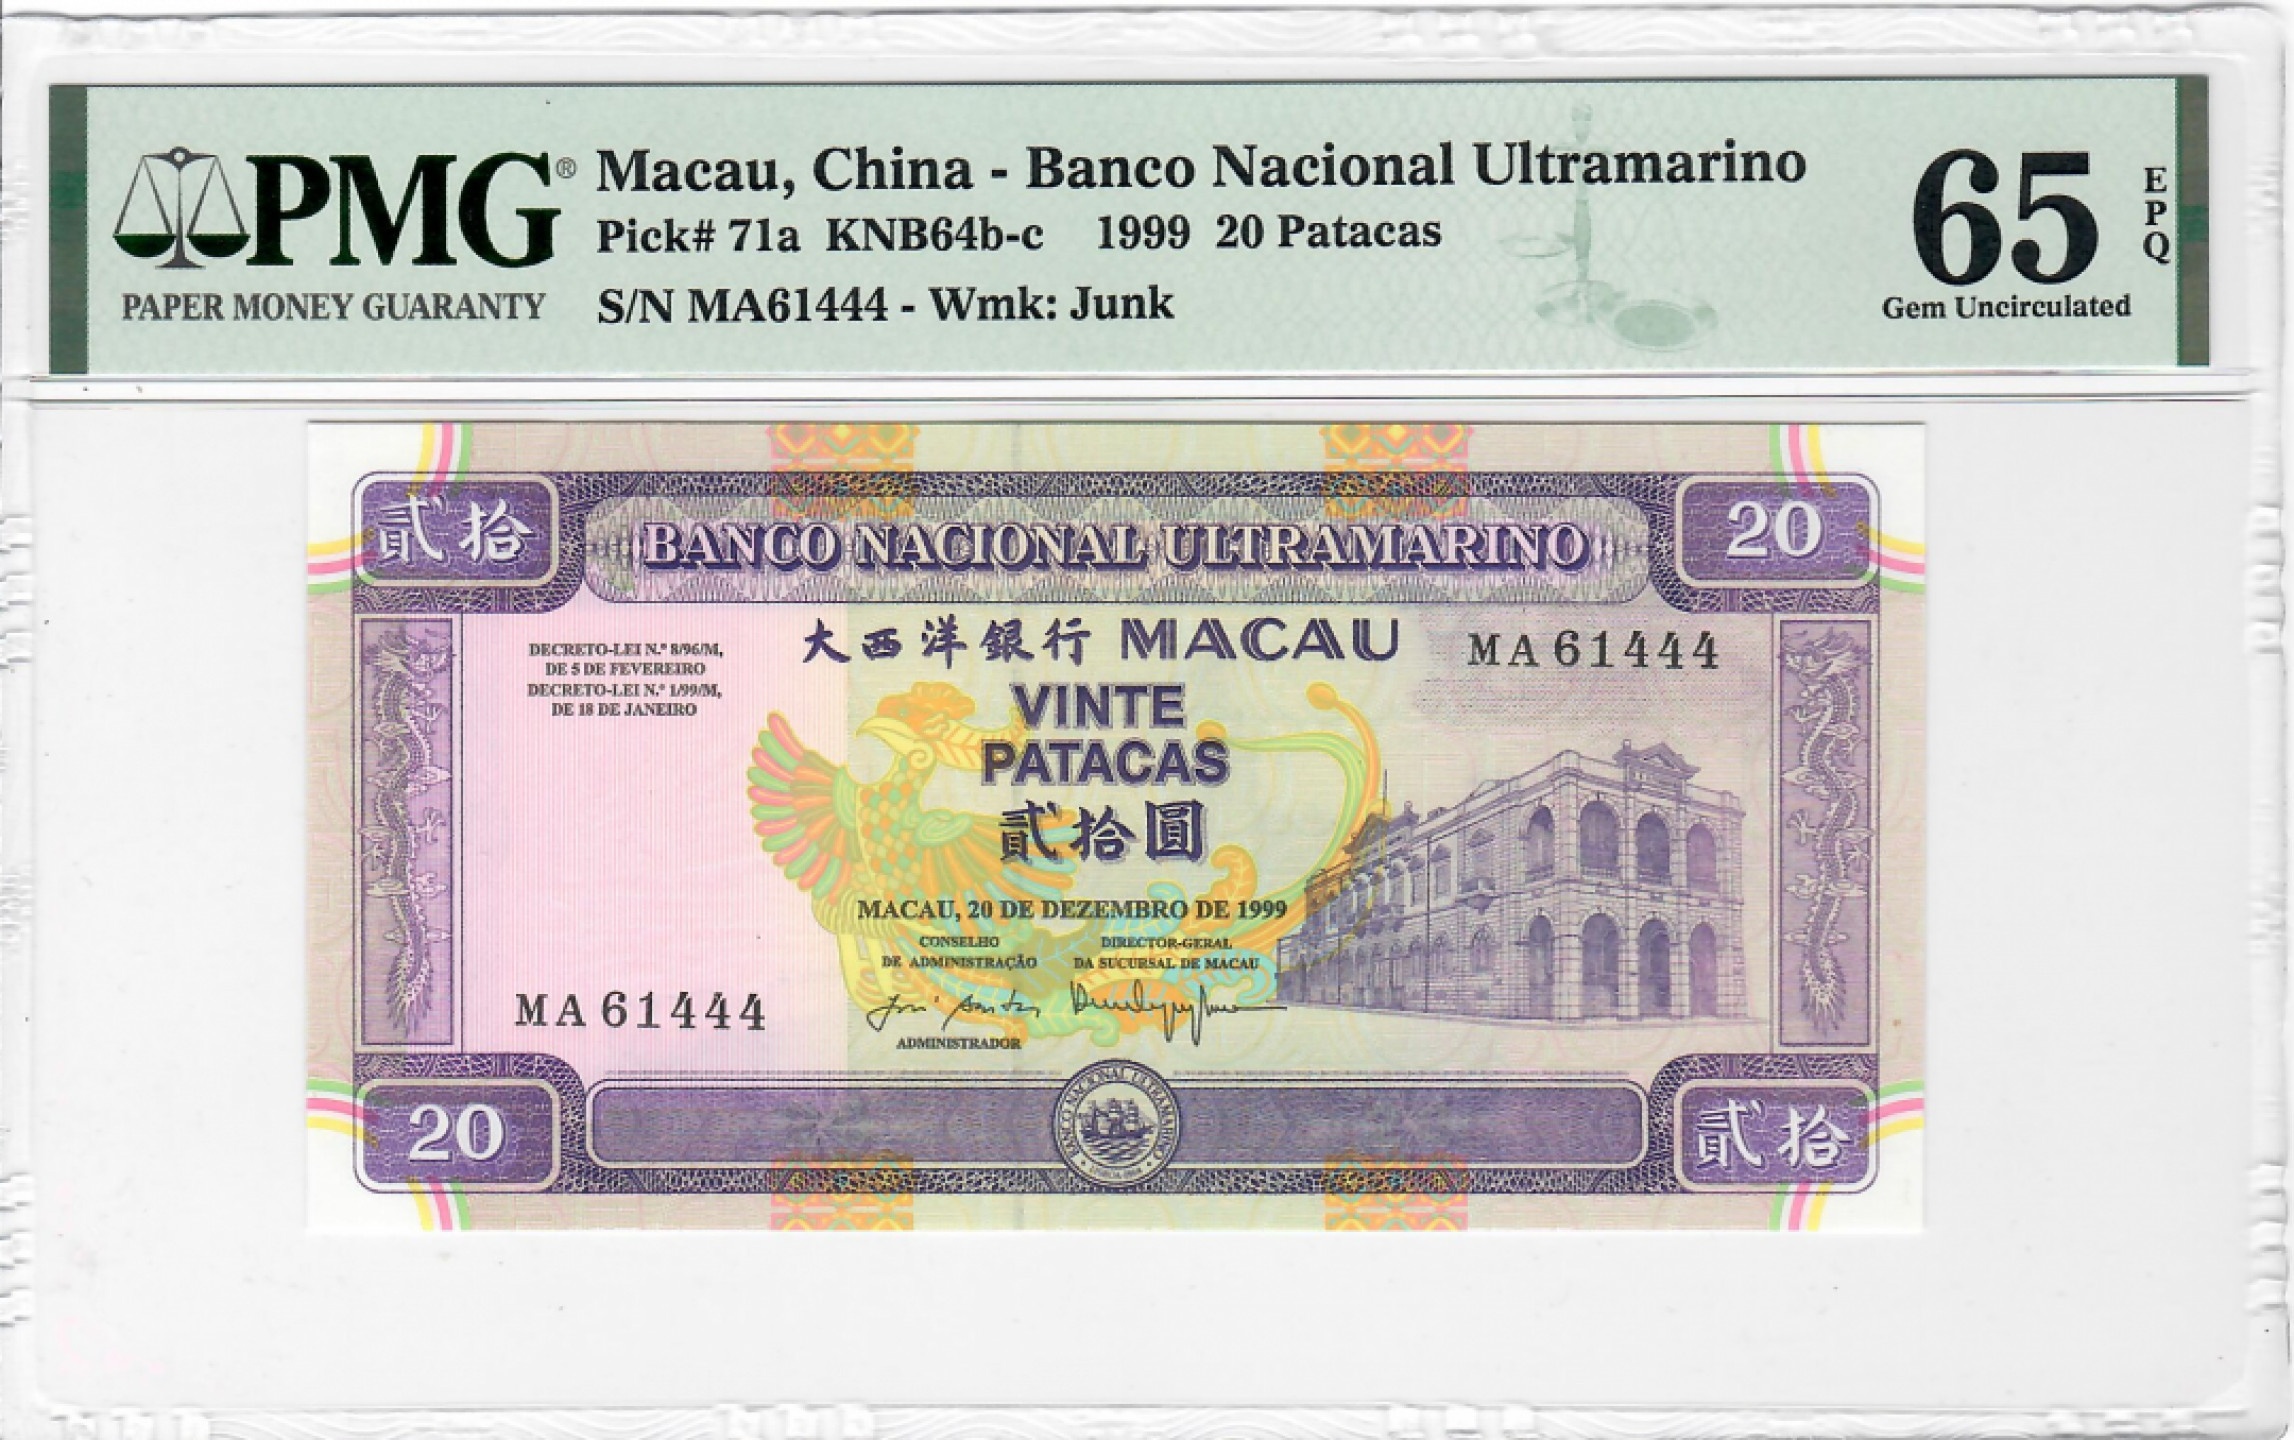 PMG®
PAPER MONEY GUARANTY
Macau, China - Banco Nacional Ultramarino
Pick# 71a KNB64b-c 1999 20 Patacas
S/N MA61444 - Wmk: Junk
65
EPQ
Gem Uncirculated
貳拾
BANCO NACIONAL ULTRAMARINO
20
DECRETO-LEI N.º 8/96/M,
DE 5 DE FEVEREIRO
DECRETO-LEI N.º 1/99/M,
DE 18 DE JANEIRO
大西洋銀行 MACAU
MA61444
VINTE
PATACAS
貳拾圓
MACAU, 20 DE DEZEMBRO DE 1999
CONSELHO
DE ADMINISTRAÇÃO
DIRECTOR-GERAL
DA SUCURSAL DE MACAU
MA61444
ADMINISTRADOR
20
BANCO NACIONAL ULTRAMARINO
貳拾